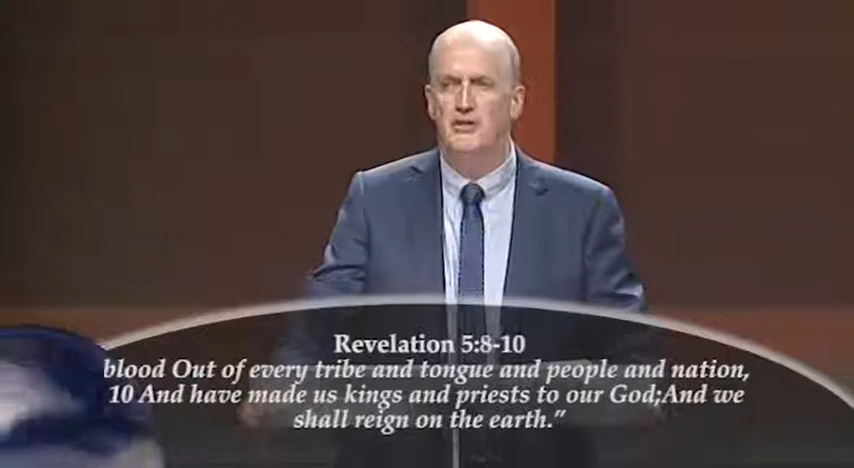 Revelation 5:8-10
blood Out of every tribe and tongue and people and nation,
10 And have made us kings and priests to our God;And we
shall reign on the earth.”